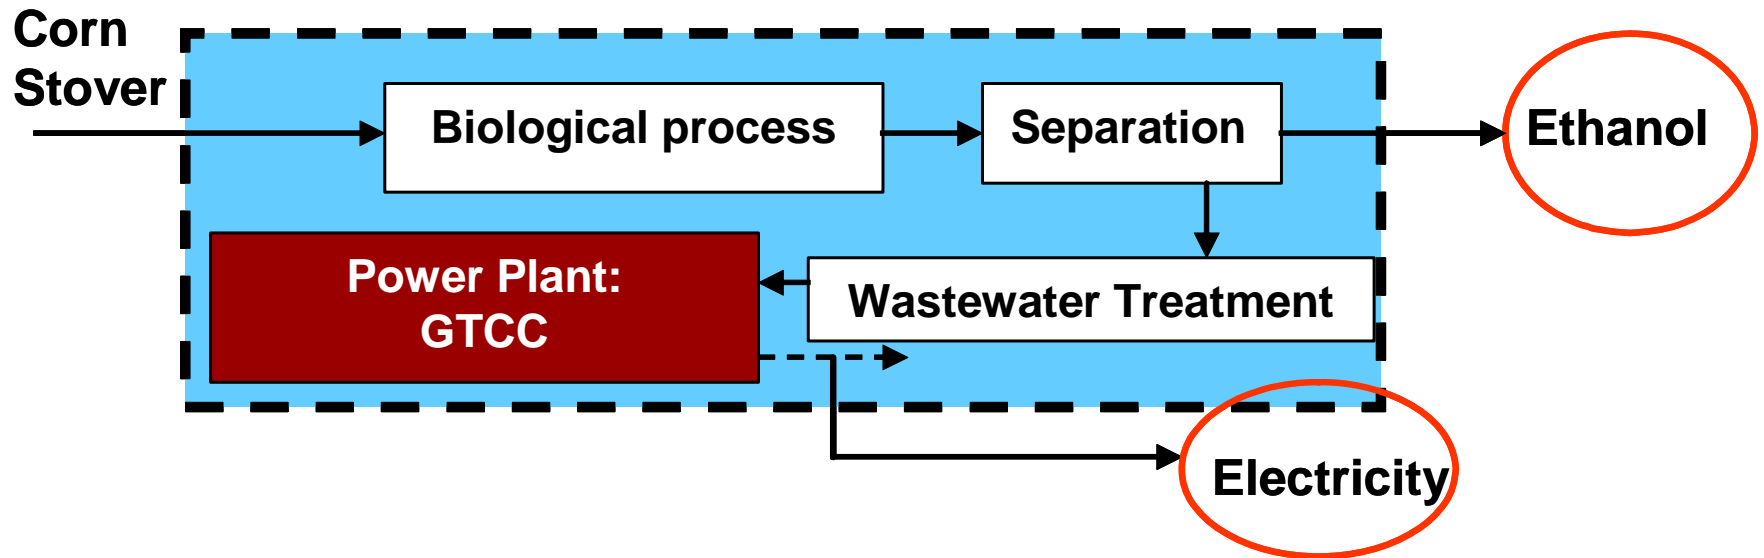 Corn
Stover
Biological process
Separation
Ethanol
Power Plant:
GTCC
Wastewater Treatment
Electricity